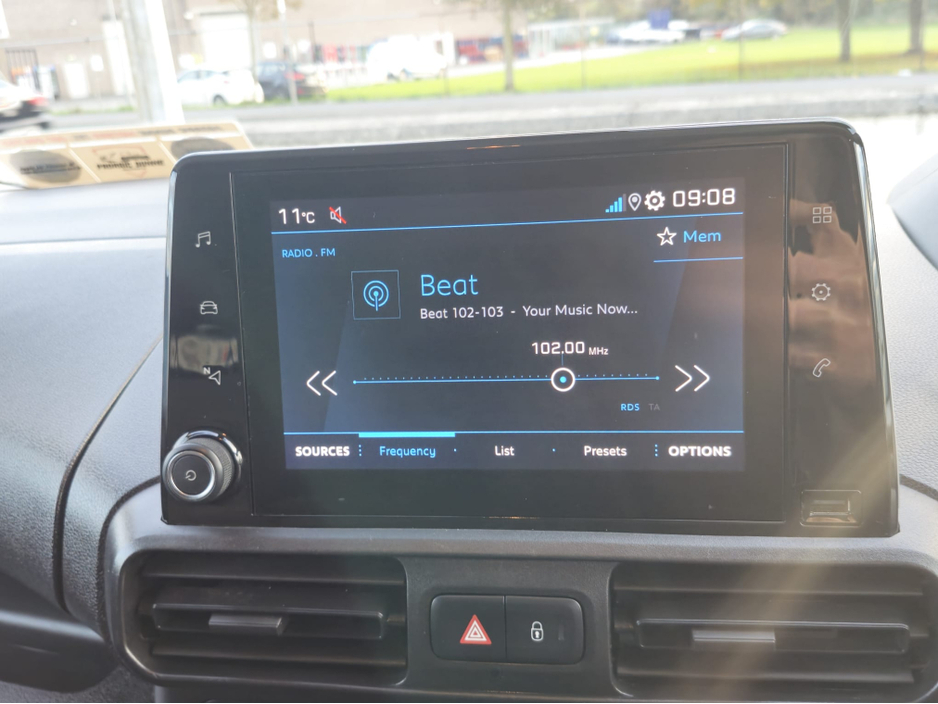 11°C 09:08
Mem
RADIO . FM
Beat
Beat 102-103 - Your Music Now...
102.00 MHz
N
RDS TA
SOURCES Frequency List Presets OPTIONS